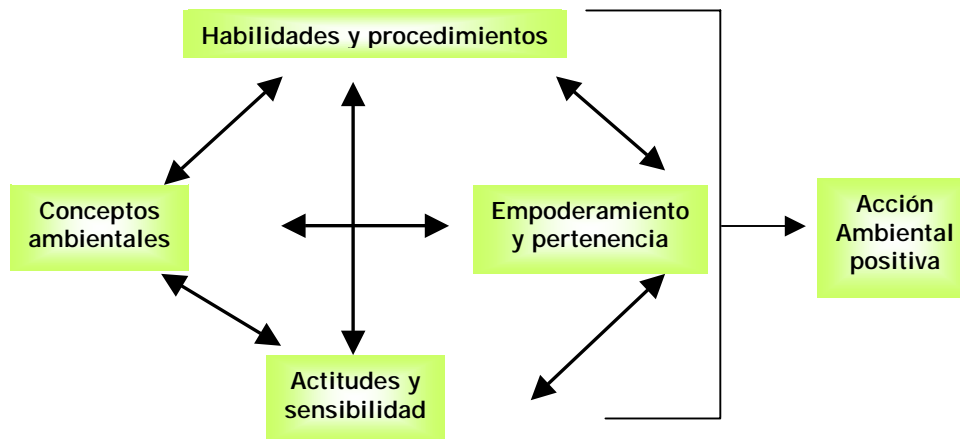 Habilidades y procedimientos
Conceptos
ambientales
Empoderamiento
y pertenencia
Acción
Ambiental
positiva
Actitudes y
sensibilidad